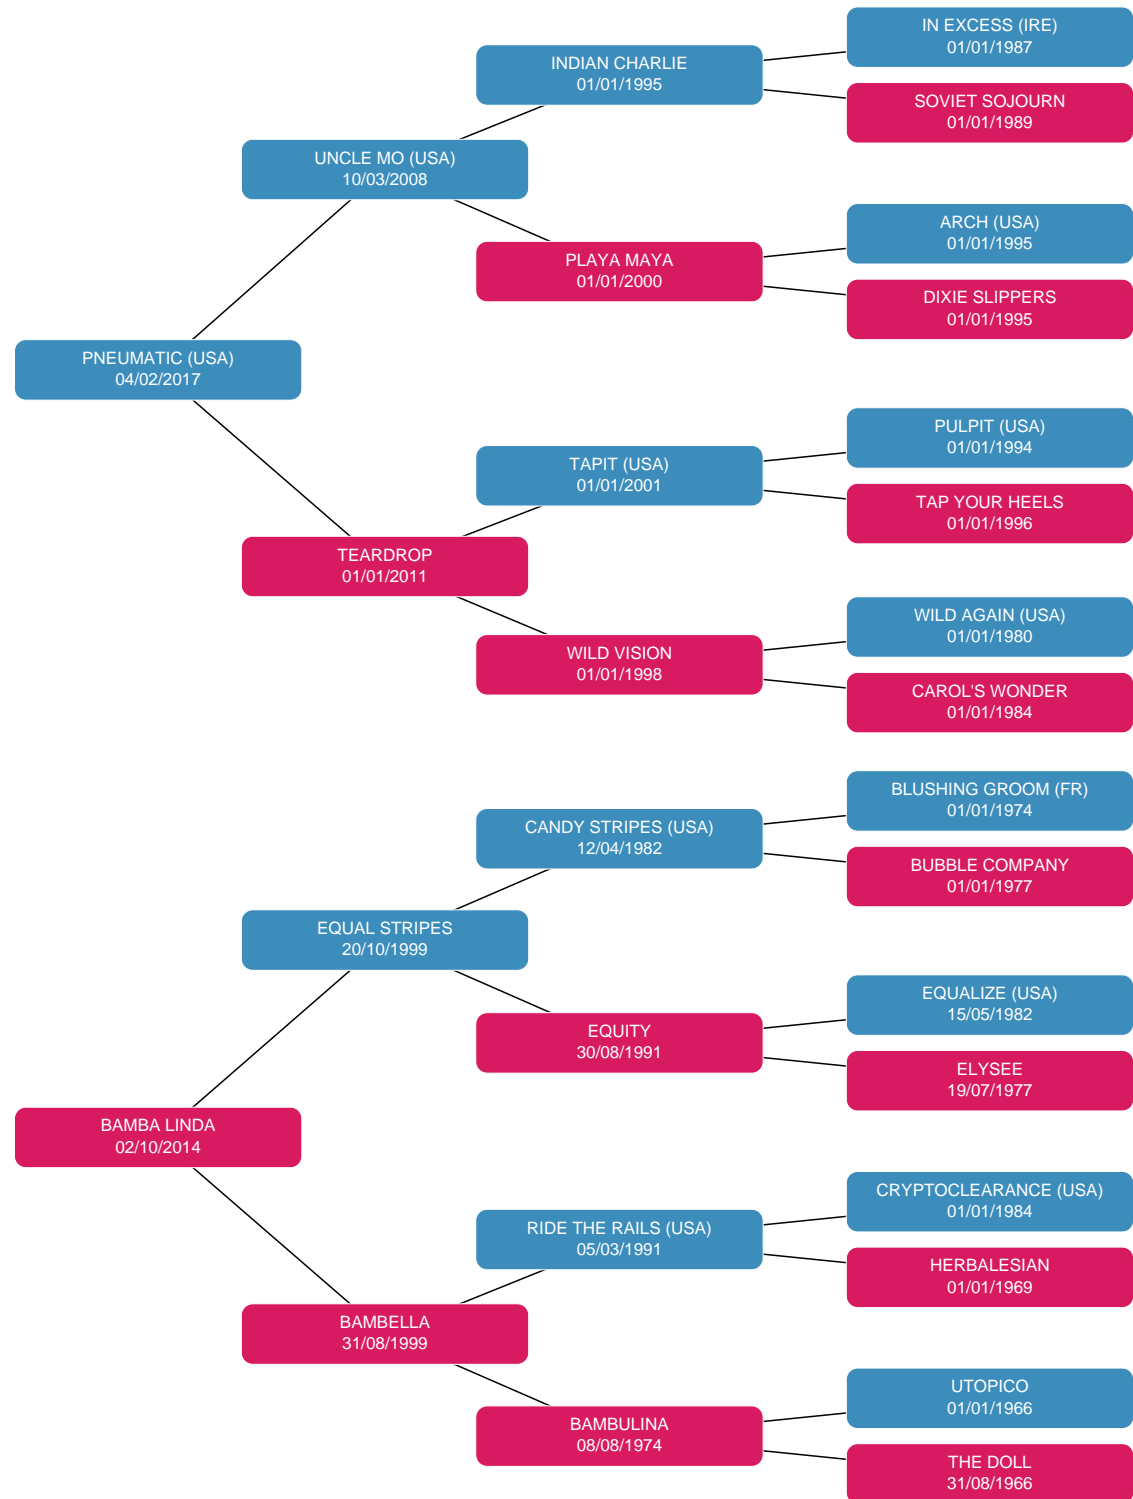 IN EXCESS (IRE)
01/01/1987
INDIAN CHARLIE
01/01/1995
SOVIET SOJOURN
01/01/1989
UNCLE MO (USA)
10/03/2008
ARCH (USA)
01/01/1995
PLAYA MAYA
01/01/2000
DIXIE SLIPPERS
01/01/1995
PNEUMATIC (USA)
04/02/2017
PULPIT (USA)
01/01/1994
TAPIT (USA)
01/01/2001
TAP YOUR HEELS
01/01/1996
TEARDROP
01/01/2011
WILD AGAIN (USA)
01/01/1980
WILD VISION
01/01/1998
CAROL'S WONDER
01/01/1984
BLUSHING GROOM (FR)
01/01/1974
CANDY STRIPES (USA)
12/04/1982
BUBBLE COMPANY
01/01/1977
EQUAL STRIPES
20/10/1999
EQUALIZE (USA)
15/05/1982
EQUITY
30/08/1991
ELYSEE
19/07/1977
BAMBA LINDA
02/10/2014
CRYPTOCLEARANCE (USA)
01/01/1984
RIDE THE RAILS (USA)
05/03/1991
HERBALESIAN
01/01/1969
BAMBELLA
31/08/1999
UTOPICO
01/01/1966
BAMBULINA
08/08/1974
THE DOLL
31/08/1966